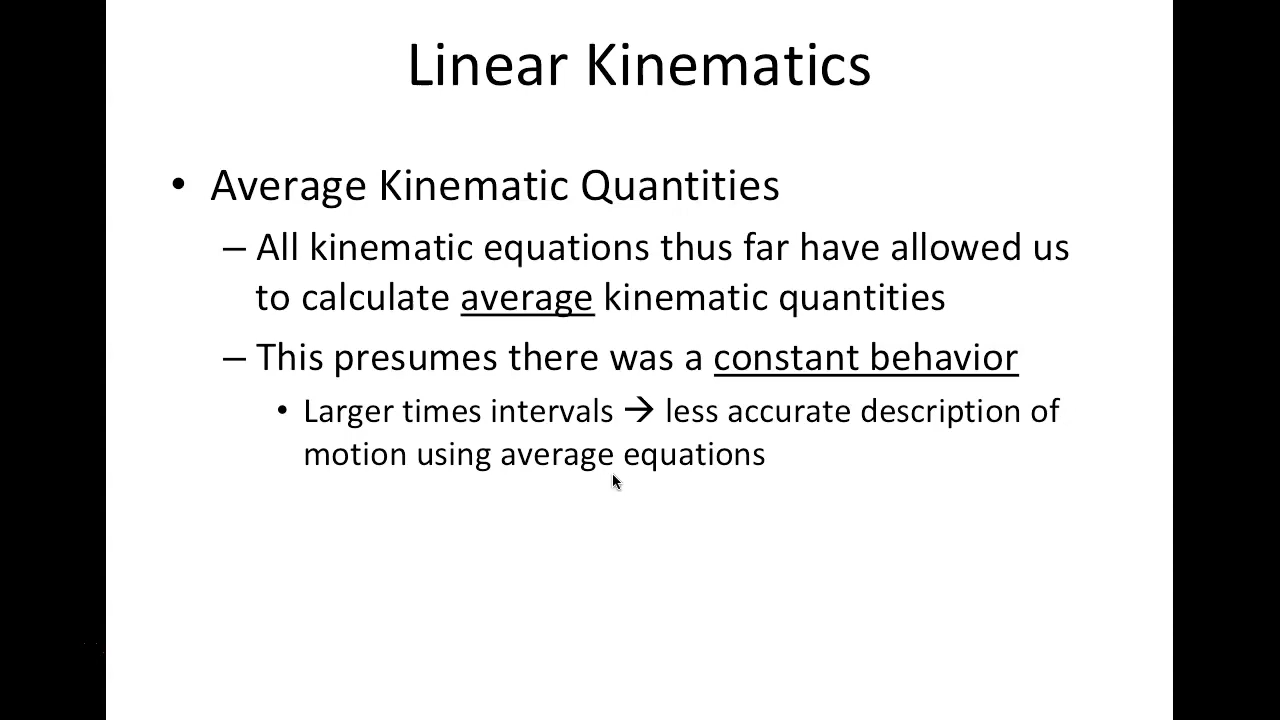 Linear Kinematics
• Average Kinematic Quantities
– All kinematic equations thus far have allowed us
to calculate average kinematic quantities
– This presumes there was a constant behavior
• Larger times intervals → less accurate description of
motion using average equations